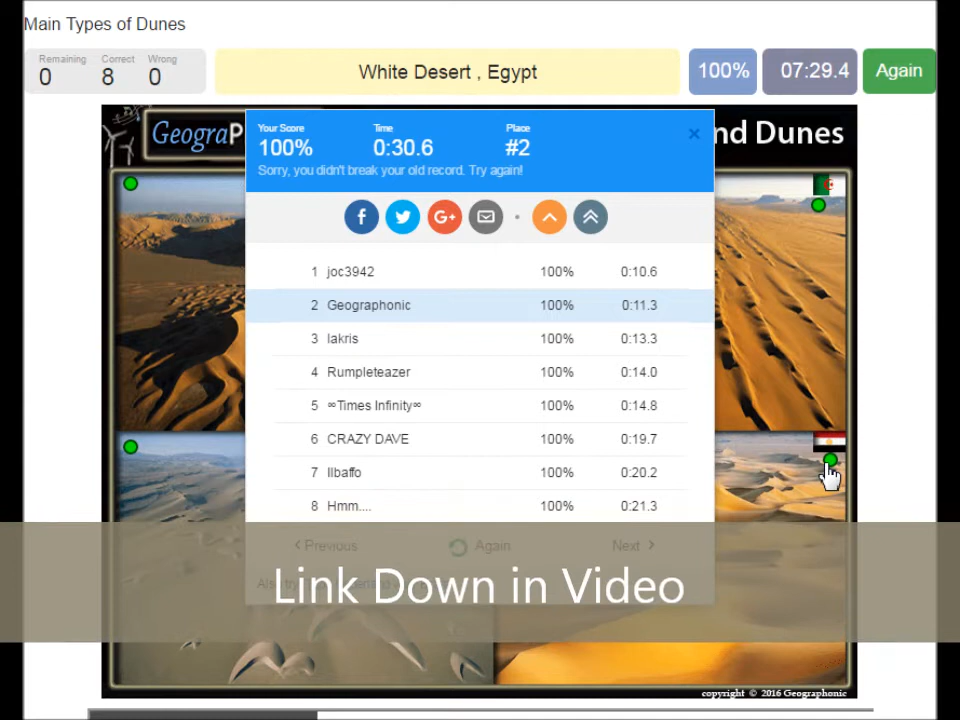 Main Types of Dunes
Remaining Correct Wrong
0 8 0
White Desert , Egypt
100%
07:29.4
Again
GeograP
nd Dunes
Your Score Time Place
100% 0:30.6 #2
Sorry, you didn't break your old record. Try again!
1 joc3942 100% 0:10.6
2 Geographonic 100% 0:11.3
3 lakris 100% 0:13.3
4 Rumpleteazer 100% 0:14.0
5 ∞Times Infinity∞ 100% 0:14.8
6 CRAZY DAVE 100% 0:19.7
7 Ilbaffo 100% 0:20.2
8 Hmm.... 100% 0:21.3
Previous Again Next
Link Down in Video
copyright © 2016 Geographonic